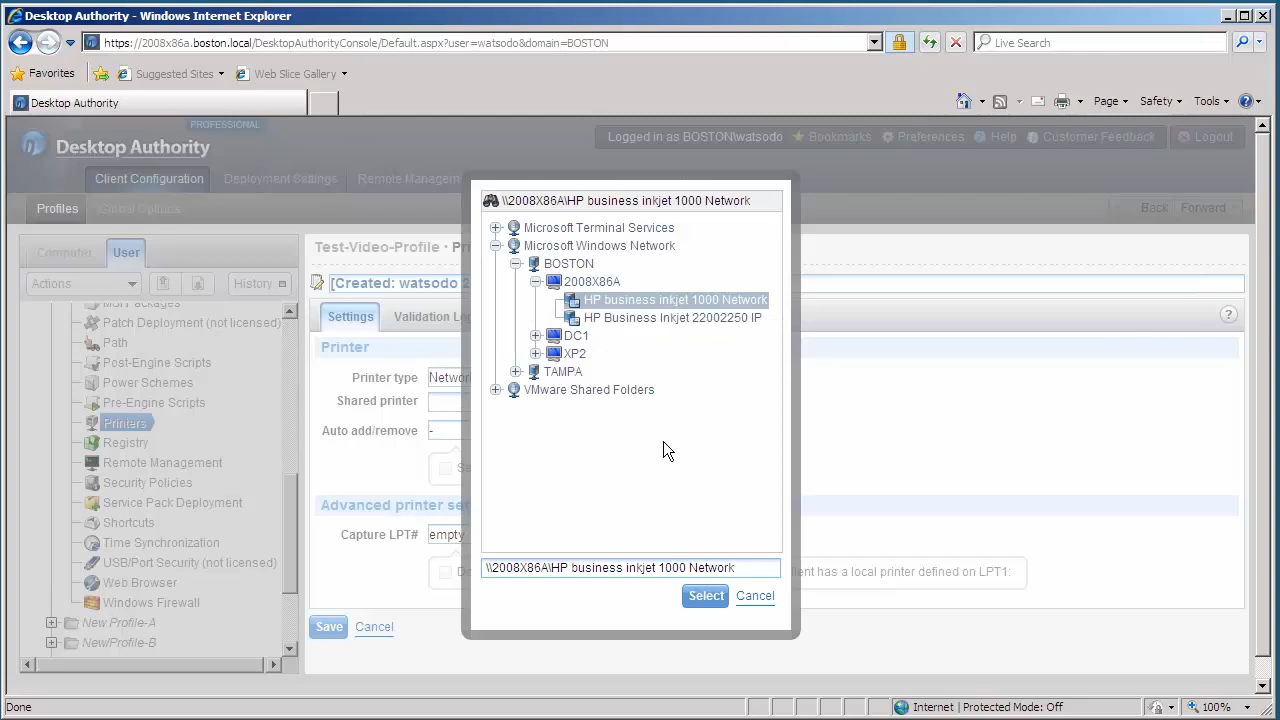 Desktop Authority - Windows Internet Explorer
https://2008x86a.boston.local/DesktopAuthorityConsole/Default.aspx?user=watsodo&domain=BOSTON
Live Search
Favorites
Suggested Sites
Web Slice Gallery
Desktop Authority
Page
Safety
Tools
PROFESSIONAL
Desktop Authority
Logged in as BOSTON\watsodo
Bookmarks
Preferences
Help
Customer Feedback
Logout
Client Configuration
Deployment Settings
Remote Managem
Profiles
Global Options
Back
Forward
Computer
User
Actions
History
MSI Packages
Patch Deployment (not licensed)
Path
Post-Engine Scripts
Power Schemes
Pre-Engine Scripts
Printers
Registry
Remote Management
Security Policies
Service Pack Deployment
Shortcuts
Time Synchronization
USB/Port Security (not licensed)
Web Browser
Windows Firewall
New Profile-A
New/Profile-B
Test-Video-Profile · Pr
[Created: watsodo 2
Settings
Validation Lo
?
Printer
Printer type
Networ
Shared printer
Auto add/remove
-
Se
Advanced printer se
Capture LPT#
empty
De
lient has a local printer defined on LPT1:
Save
Cancel
\\2008X86A\HP business inkjet 1000 Network
Microsoft Terminal Services
Microsoft Windows Network
BOSTON
2008X86A
HP business inkjet 1000 Network
HP Business Inkjet 22002250 IP
DC1
XP2
TAMPA
VMware Shared Folders
\\2008X86A\HP business inkjet 1000 Network
Select
Cancel
Done
Internet | Protected Mode: Off
100%